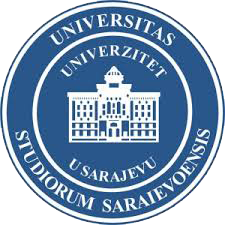 UNIVERSITAS
STUDIORUM SARAIEVOENSIS
UNIVERZITET
U SARAJEVU